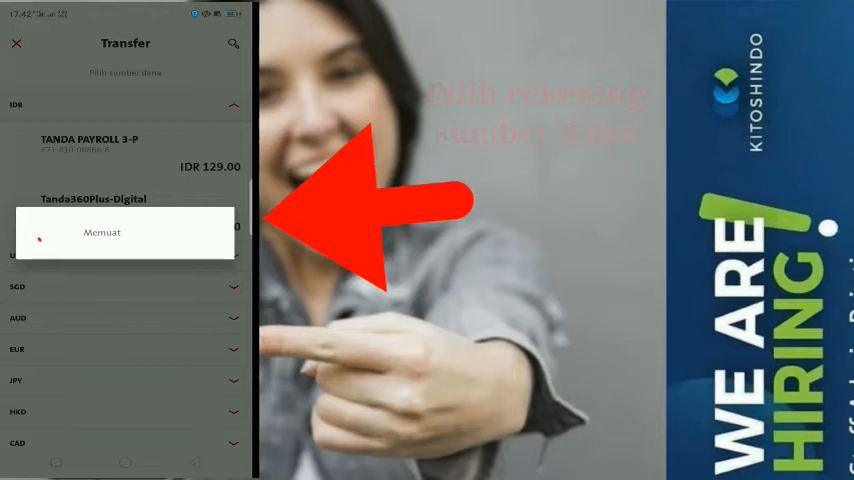 17.42
Transfer
Pilih sumber dana
IDR
TANDA PAYROLL 3-P
IDR 129.00
Tanda360Plus-Digital
Memuat
SGD
AUD
EUR
JPY
HKD
CAD
Pilih rekening
sumber dana
KITOSHINDO
WE ARE
HIRING!